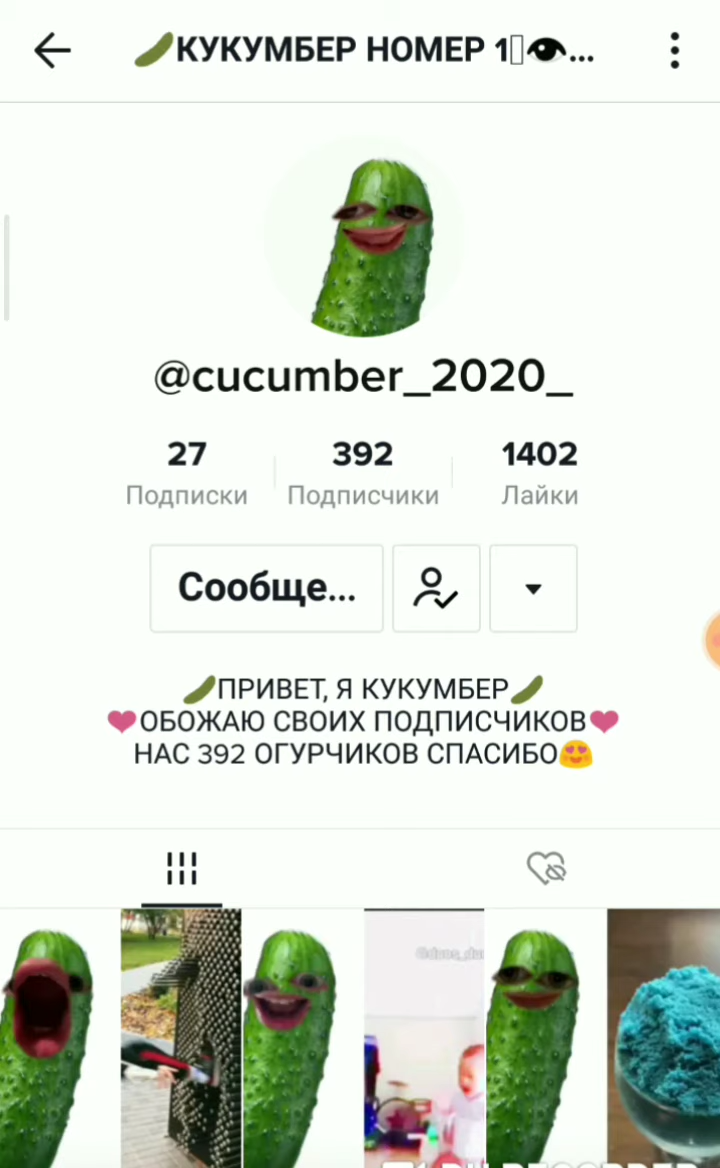 🥒КУКУМБЕР НОМЕР 1👁...
@cucumber_2020_
27 392 1402
Подписки Подписчики Лайки
Сообще...
🥒ПРИВЕТ, Я КУКУМБЕР🥒
💗ОБОЖАЮ СВОИХ ПОДПИСЧИКОВ💗
НАС 392 ОГУРЧИКОВ СПАСИБО😍